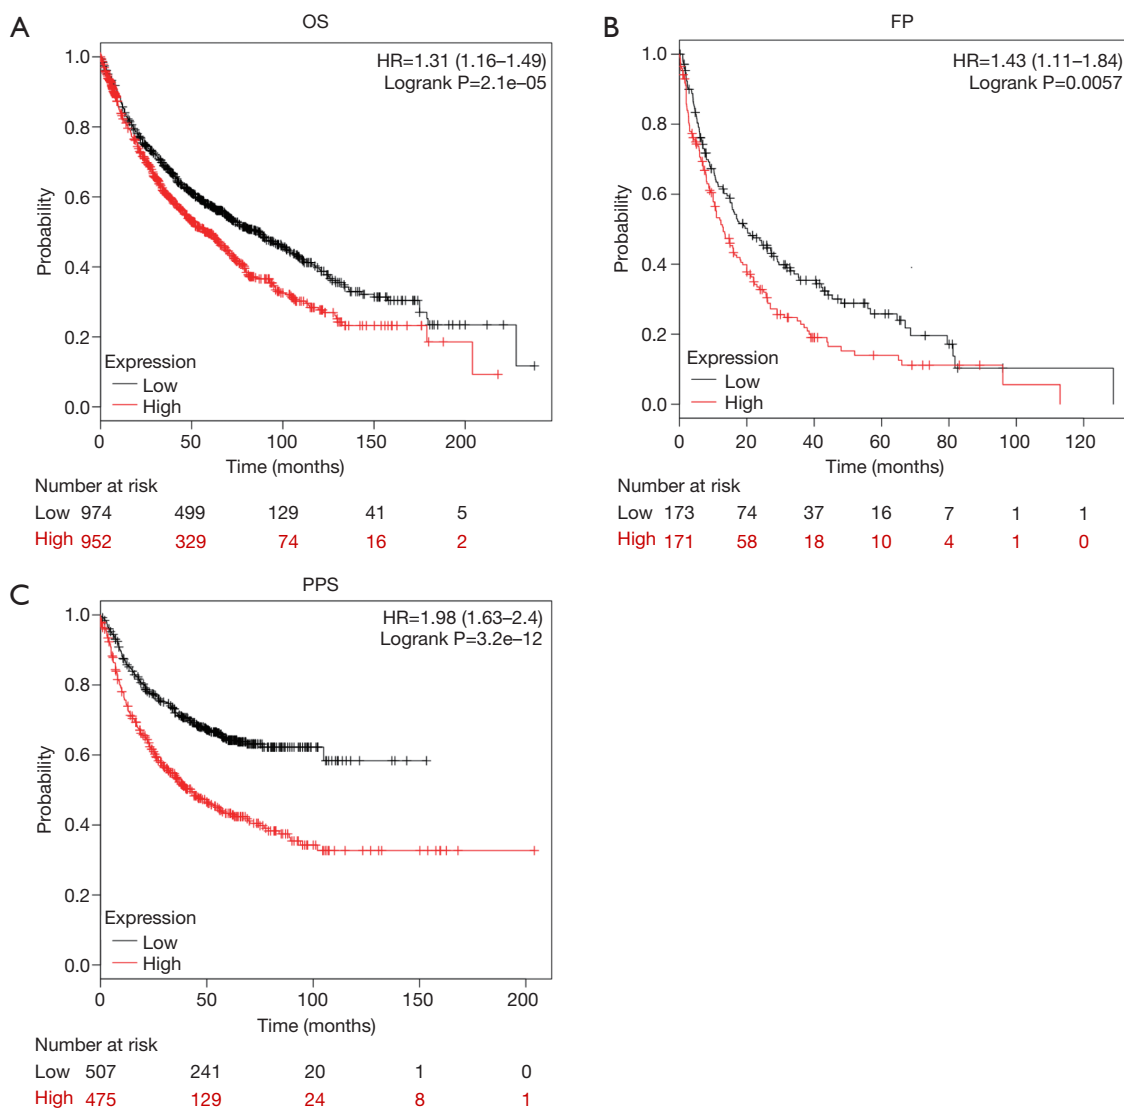 A
OS
HR=1.31 (1.16–1.49)
Logrank P=2.1e–05
1.0
0.8
0.6
0.4
0.2
0.0
Probability
Expression
Low
High
0 50 100 150 200
Time (months)
Number at risk
Low 974 499 129 41 5
High 952 329 74 16 2
B
FP
HR=1.43 (1.11–1.84)
Logrank P=0.0057
1.0
0.8
0.6
0.4
0.2
0.0
Probability
Expression
Low
High
0 20 40 60 80 100 120
Time (months)
Number at risk
Low 173 74 37 16 7 1 1
High 171 58 18 10 4 1 0
C
PPS
HR=1.98 (1.63–2.4)
Logrank P=3.2e–12
1.0
0.8
0.6
0.4
0.2
0.0
Probability
Expression
Low
High
0 50 100 150 200
Time (months)
Number at risk
Low 507 241 20 1 0
High 475 129 24 8 1